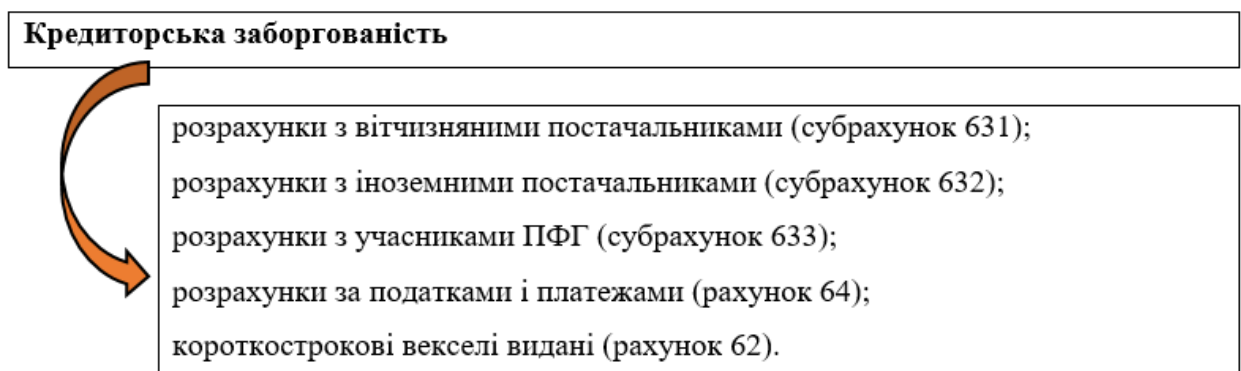 Кредиторська заборгованість
розрахунки з вітчизняними постачальниками (субрахунок 631);
розрахунки з іноземними постачальниками (субрахунок 632);
розрахунки з учасниками ПФГ (субрахунок 633);
розрахунки за податками і платежами (рахунок 64);
короткострокові векселі видані (рахунок 62).